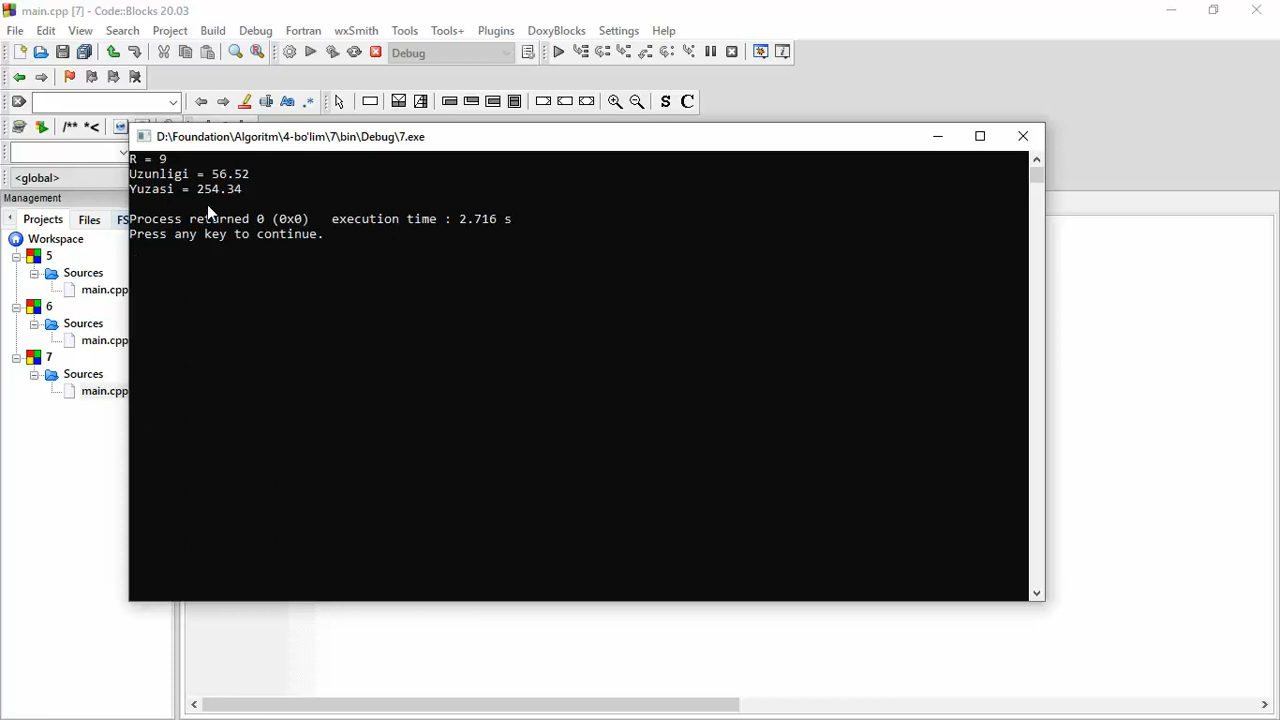 main.cpp [7] - Code::Blocks 20.03
File Edit View Search Project Build Debug Fortran wxSmith Tools Tools+ Plugins DoxyBlocks Settings Help
Debug
S C
/** *<
D:\Foundation\Algoritm\4-bo'lim\7\bin\Debug\7.exe
<global>
Management
Projects Files FS
Workspace
5
Sources
main.cpp
6
Sources
main.cpp
7
Sources
main.cpp
R = 9
Uzunligi = 56.52
Yuzasi = 254.34
Process returned 0 (0x0) execution time : 2.716 s
Press any key to continue.